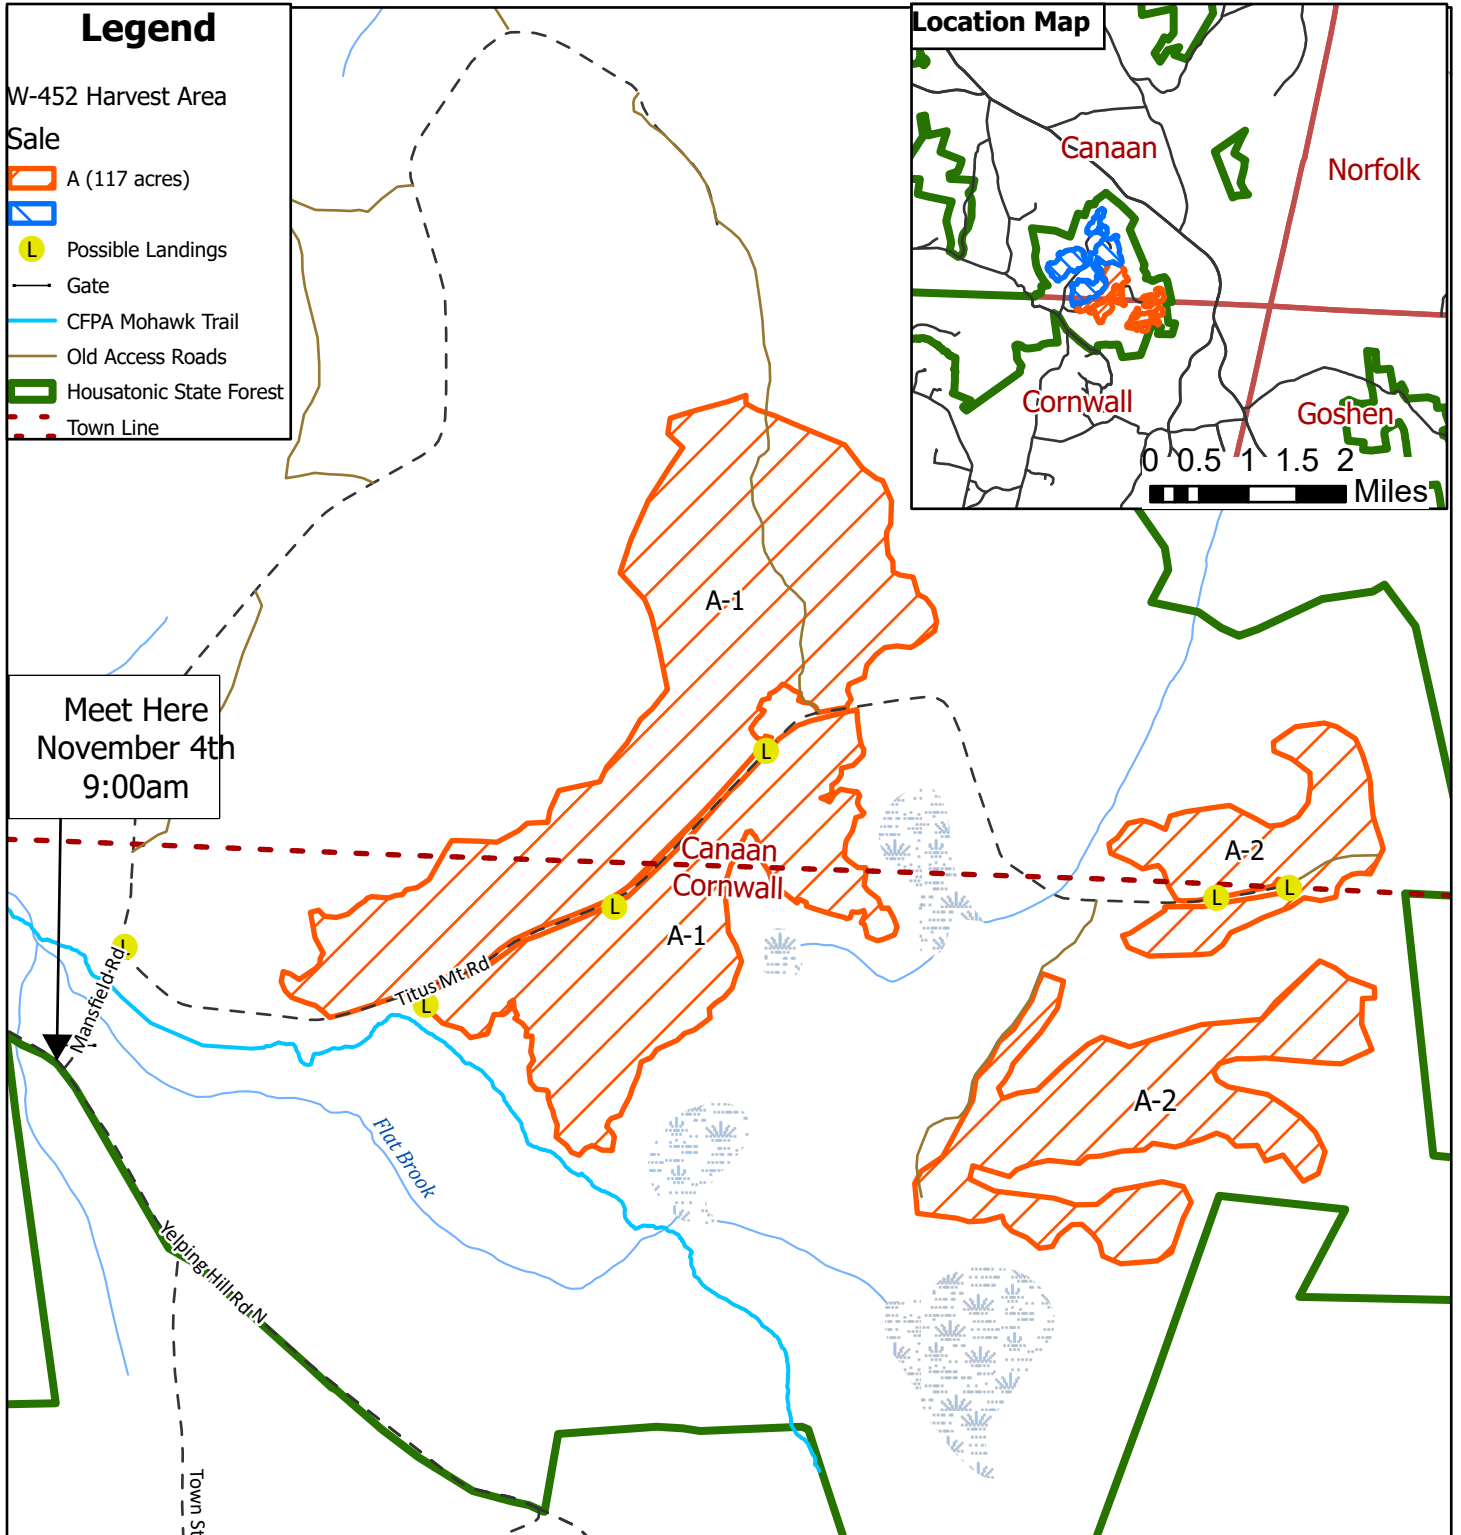 Legend
W-452 Harvest Area
Sale
A (117 acres)
L Possible Landings
Gate
CFPA Mohawk Trail
Old Access Roads
Housatonic State Forest
Town Line
Location Map
Canaan
Norfolk
Cornwall
Goshen
0 0.5 1 1.5 2
Miles
A-1
Meet Here
November 4th
9:00am
L
Canaan
Cornwall
A-2
L
L
L
A-1
L
Mansfield Rd
Titus Mt Rd
L
A-2
Flat Brook
Yelping Hill Rd N
Town St